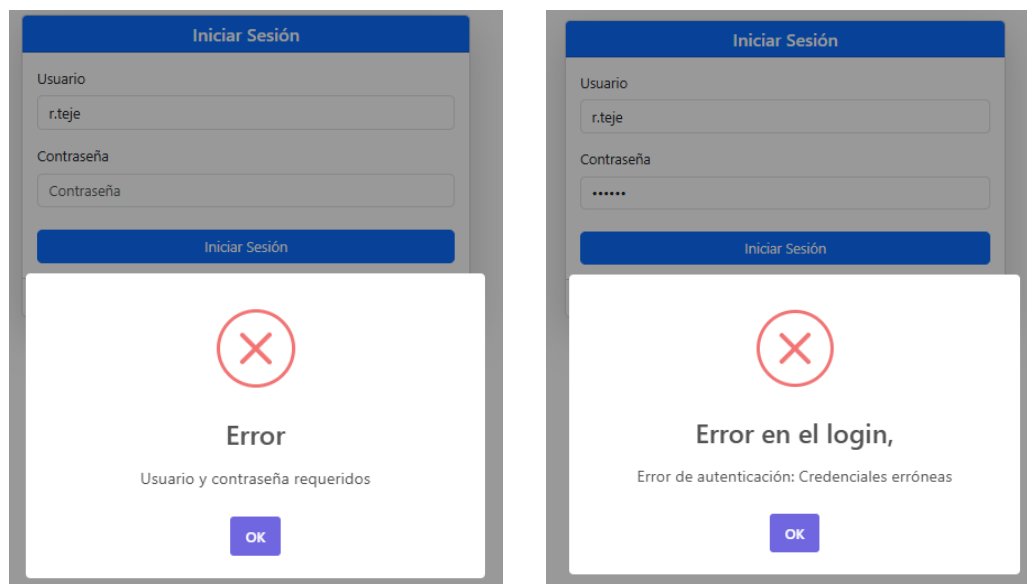 Iniciar Sesión
Usuario
r.teje
Contraseña
Contraseña
Iniciar Sesión
Error
Usuario y contraseña requeridos
OK
Iniciar Sesión
Usuario
r.teje
Contraseña
••••••
Iniciar Sesión
Error en el login,
Error de autenticación: Credenciales erróneas
OK